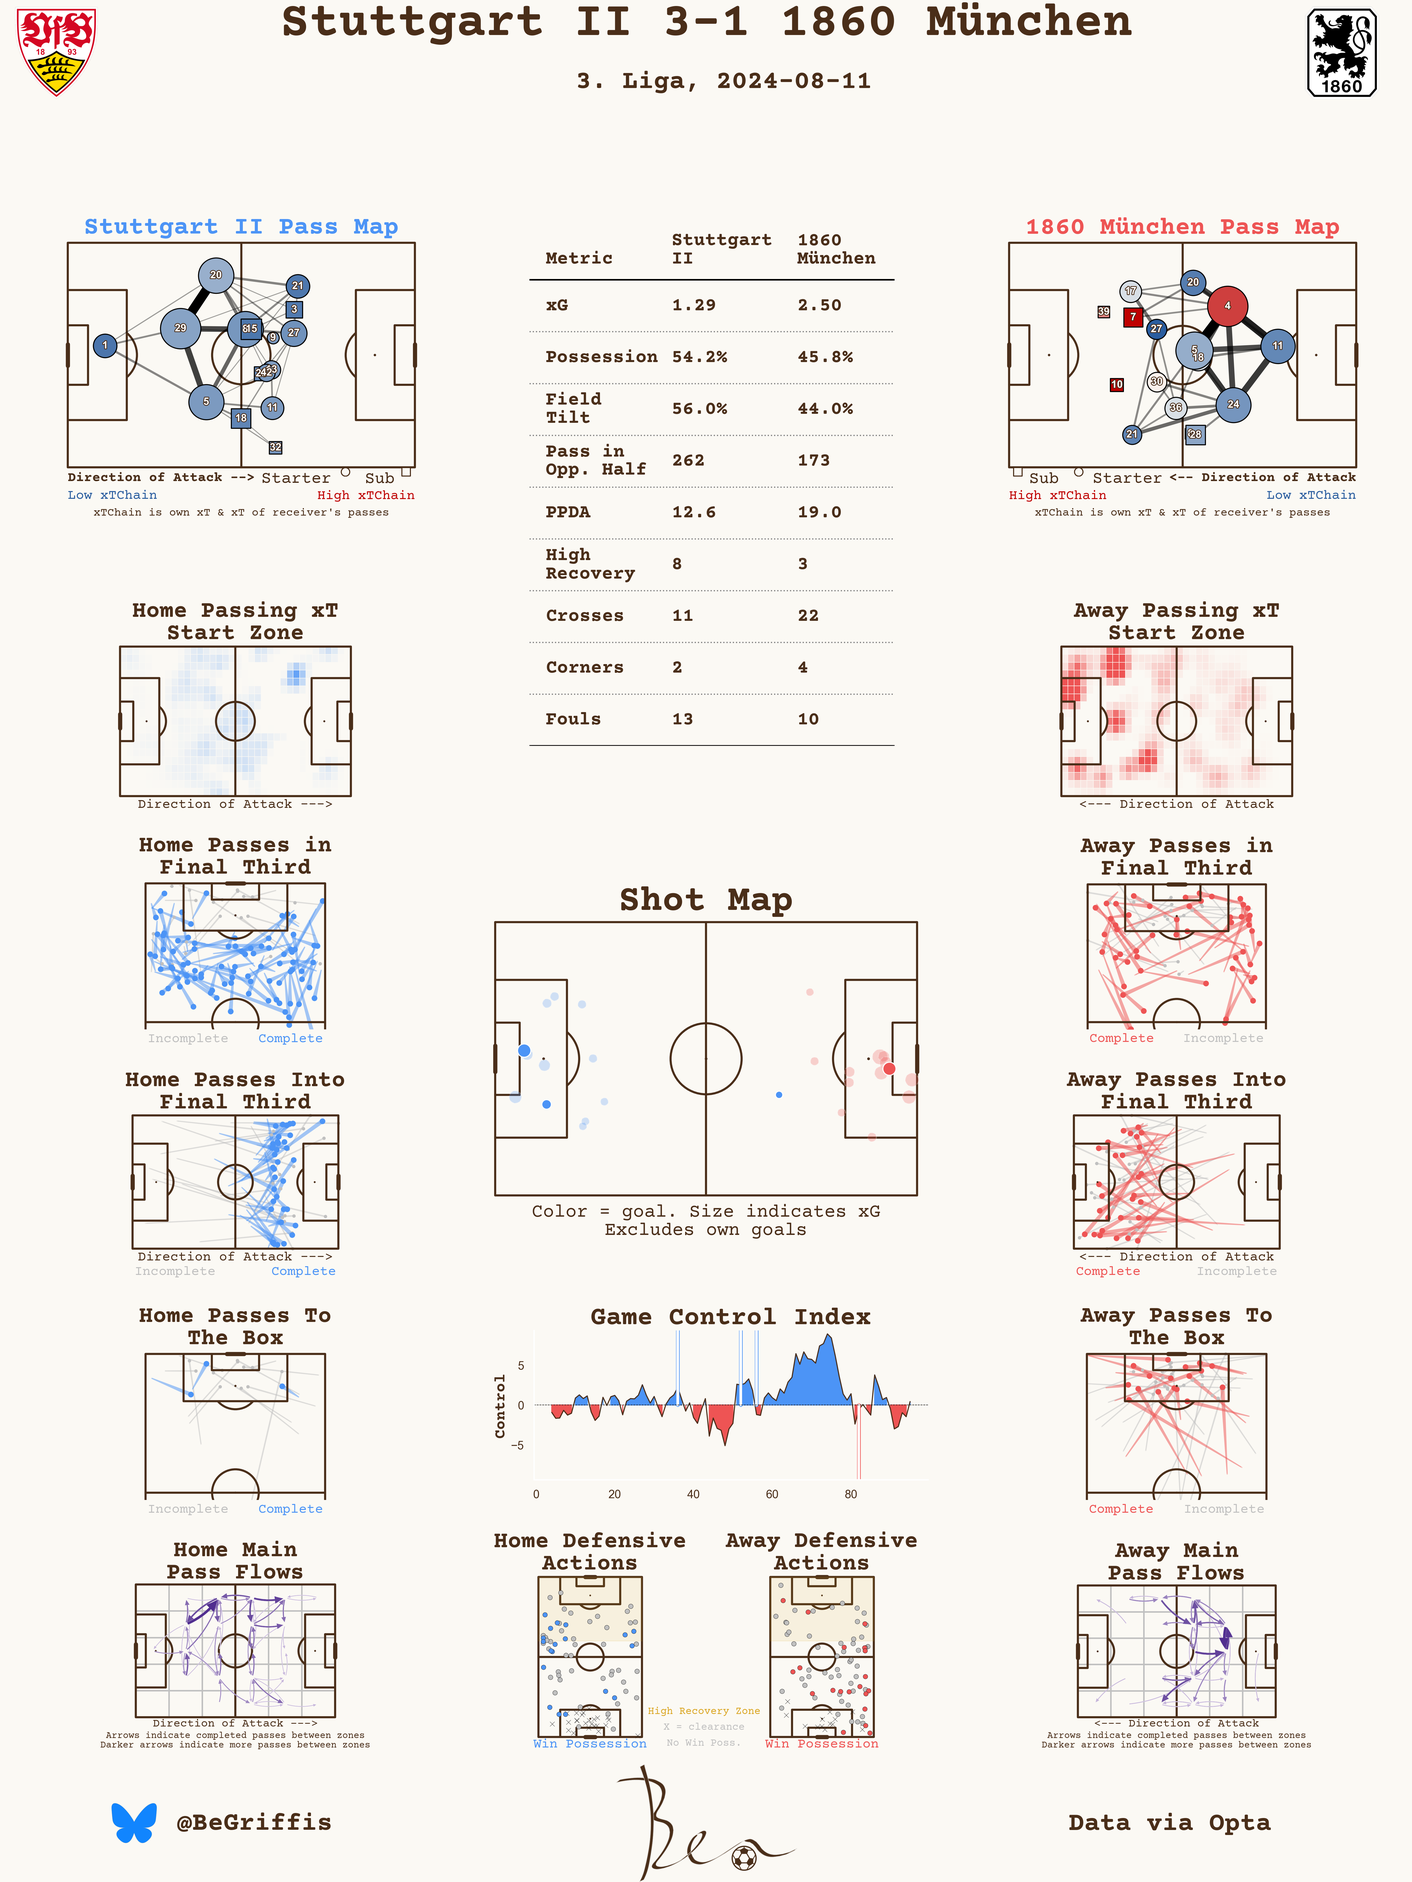 Stuttgart II 3-1 1860 München
3. Liga, 2024-08-11
18 93
1860
Stuttgart II Pass Map
20
21
3
29
8
15
9
27
1
5
11
18
32
Direction of Attack --> Starter Sub
Low xTChain High xTChain
xTChain is own xT & xT of receiver's passes
Metric Stuttgart II 1860 München
xG 1.29 2.50
Possession 54.2% 45.8%
Field Tilt 56.0% 44.0%
Pass in Opp. Half 262 173
PPDA 12.6 19.0
High Recovery 8 3
Crosses 11 22
Corners 2 4
Fouls 13 10
1860 München Pass Map
17
20
39
7
4
27
5
18
11
10
30
36
24
21
28
Sub Starter <-- Direction of Attack
High xTChain Low xTChain
xTChain is own xT & xT of receiver's passes
Home Passing xT
Start Zone
Direction of Attack --->
Away Passing xT
Start Zone
<--- Direction of Attack
Home Passes in
Final Third
Incomplete Complete
Away Passes in
Final Third
Complete Incomplete
Shot Map
Color = goal. Size indicates xG
Excludes own goals
Home Passes Into
Final Third
Direction of Attack --->
Incomplete Complete
Away Passes Into
Final Third
<--- Direction of Attack
Complete Incomplete
Home Passes To
The Box
Incomplete Complete
Game Control Index
Control
5
0
−5
0 20 40 60 80
Away Passes To
The Box
Complete Incomplete
Home Main
Pass Flows
Direction of Attack --->
Arrows indicate completed passes between zones
Darker arrows indicate more passes between zones
Home Defensive
Actions
Win Possession
High Recovery Zone
X = clearance
No Win Poss.
Away Defensive
Actions
Win Possession
Away Main
Pass Flows
<--- Direction of Attack
Arrows indicate completed passes between zones
Darker arrows indicate more passes between zones
@BeGriffis
Ben
Data via Opta